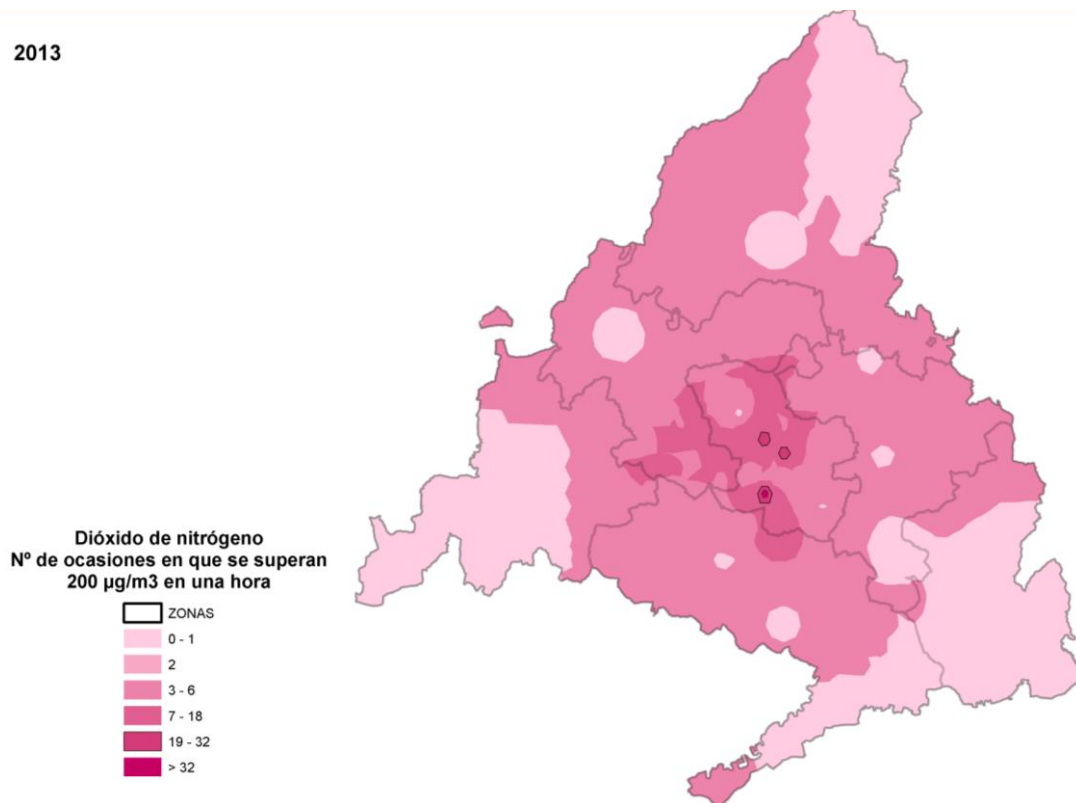 2013
Dióxido de nitrógeno
Nº de ocasiones en que se superan
200 µg/m3 en una hora
ZONAS
0 - 1
2
3 - 6
7 - 18
19 - 32
> 32